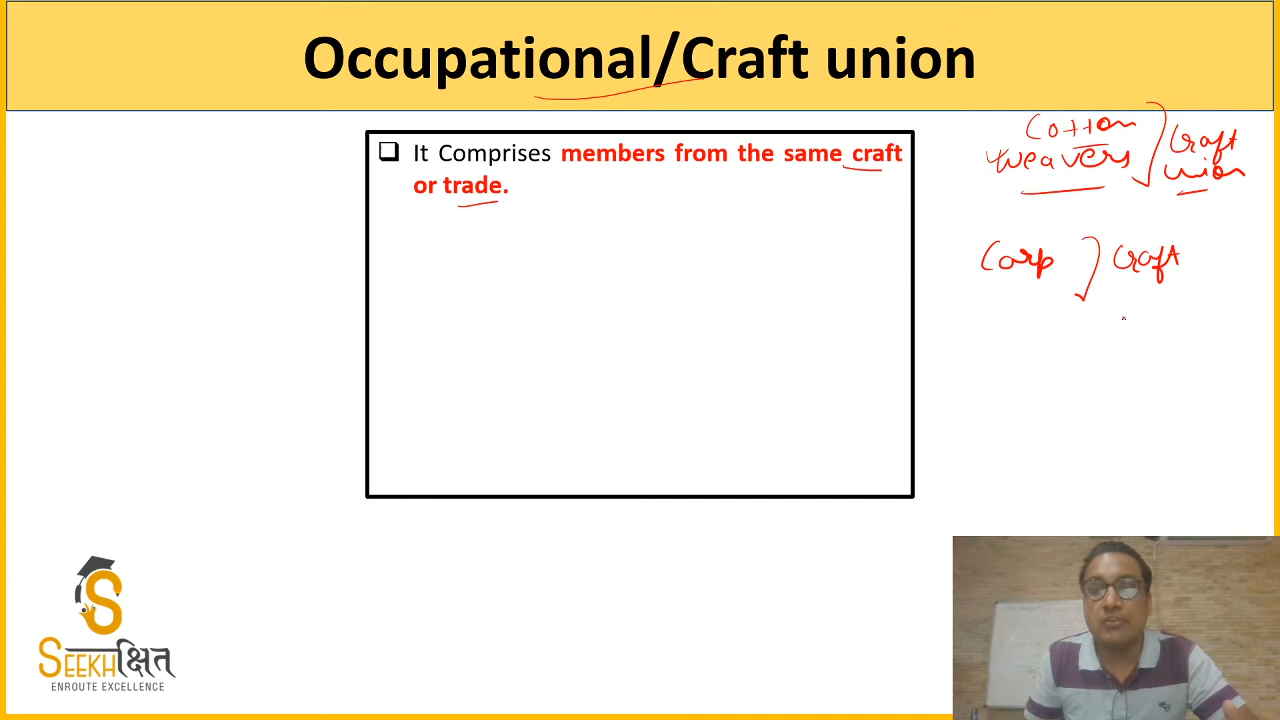 Occupational/Craft union
It Comprises members from the same craft
or trade.
Cotton
weavers
Craft
union
Carp
Craft
SEEKHक्षित
ENROUTE EXCELLENCE